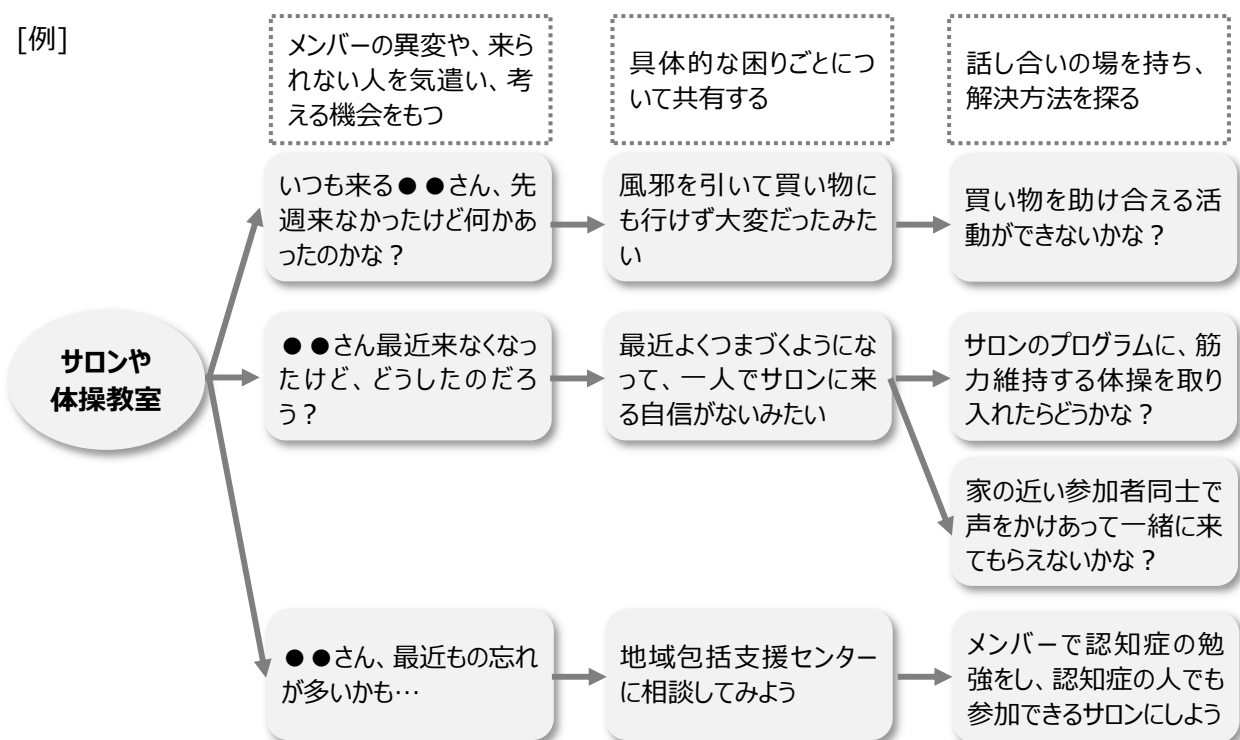 [例]
メンバーの異変や、来ら
れない人を気遣い、考
える機会をもつ
具体的な困りごとにつ
いて共有する
話し合いの場を持ち、
解決方法を探る
いつも来る●●さん、先
週来なかったけど何かあ
ったのかな？
風邪を引いて買い物に
も行けず大変だったみた
い
買い物を助け合える活
動ができないかな？
サロンや
体操教室
●●さん最近来なくなっ
たけど、どうしたのだろ
う？
最近よくつまづくようにな
って、一人でサロンに来
る自信がないみたい
サロンのプログラムに、筋
力維持する体操を取り
入れたらどうかな？
家の近い参加者同士で
声をかけあって一緒に来
てもらえないかな？
●●さん、最近もの忘れ
が多いかも…
地域包括支援センター
に相談してみよう
メンバーで認知症の勉
強をし、認知症の人でも
参加できるサロンにしよう